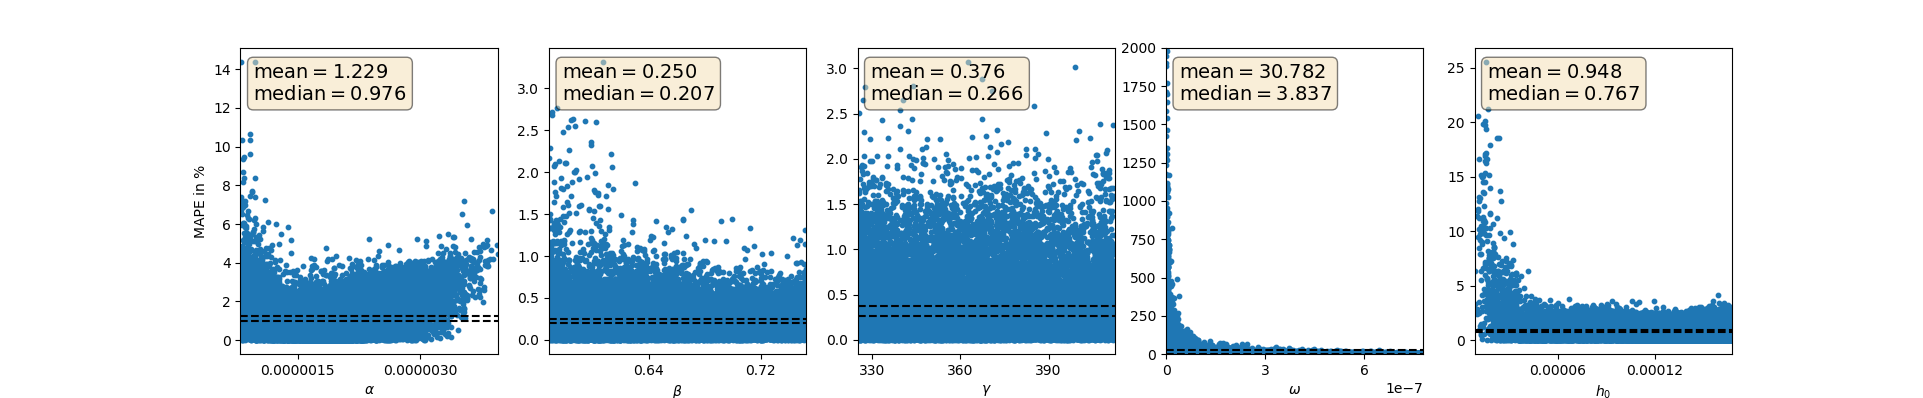 mean = 1.229
median = 0.976
MAPE in %
14
12
10
8
6
4
2
0
0.0000015 0.0000030
α
mean = 0.250
median = 0.207
3.0
2.5
2.0
1.5
1.0
0.5
0.0
0.64 0.72
β
mean = 0.376
median = 0.266
3.0
2.5
2.0
1.5
1.0
0.5
0.0
330 360 390
γ
mean = 30.782
median = 3.837
2000
1750
1500
1250
1000
750
500
250
0
0 3 6
1e-7
ω
mean = 0.948
median = 0.767
25
20
15
10
5
0
0.00006 0.00012
h₀